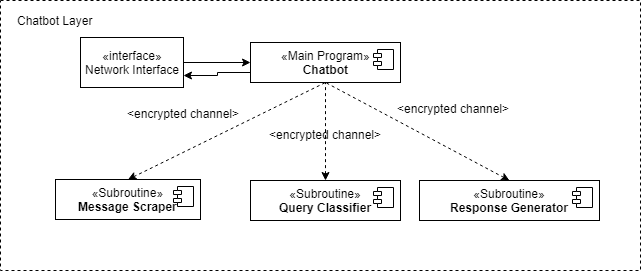 Chatbot Layer
«interface»
Network Interface
«Main Program»
Chatbot
<encrypted channel>
<encrypted channel>
<encrypted channel>
«Subroutine»
Message Scraper
«Subroutine»
Query Classifier
«Subroutine»
Response Generator